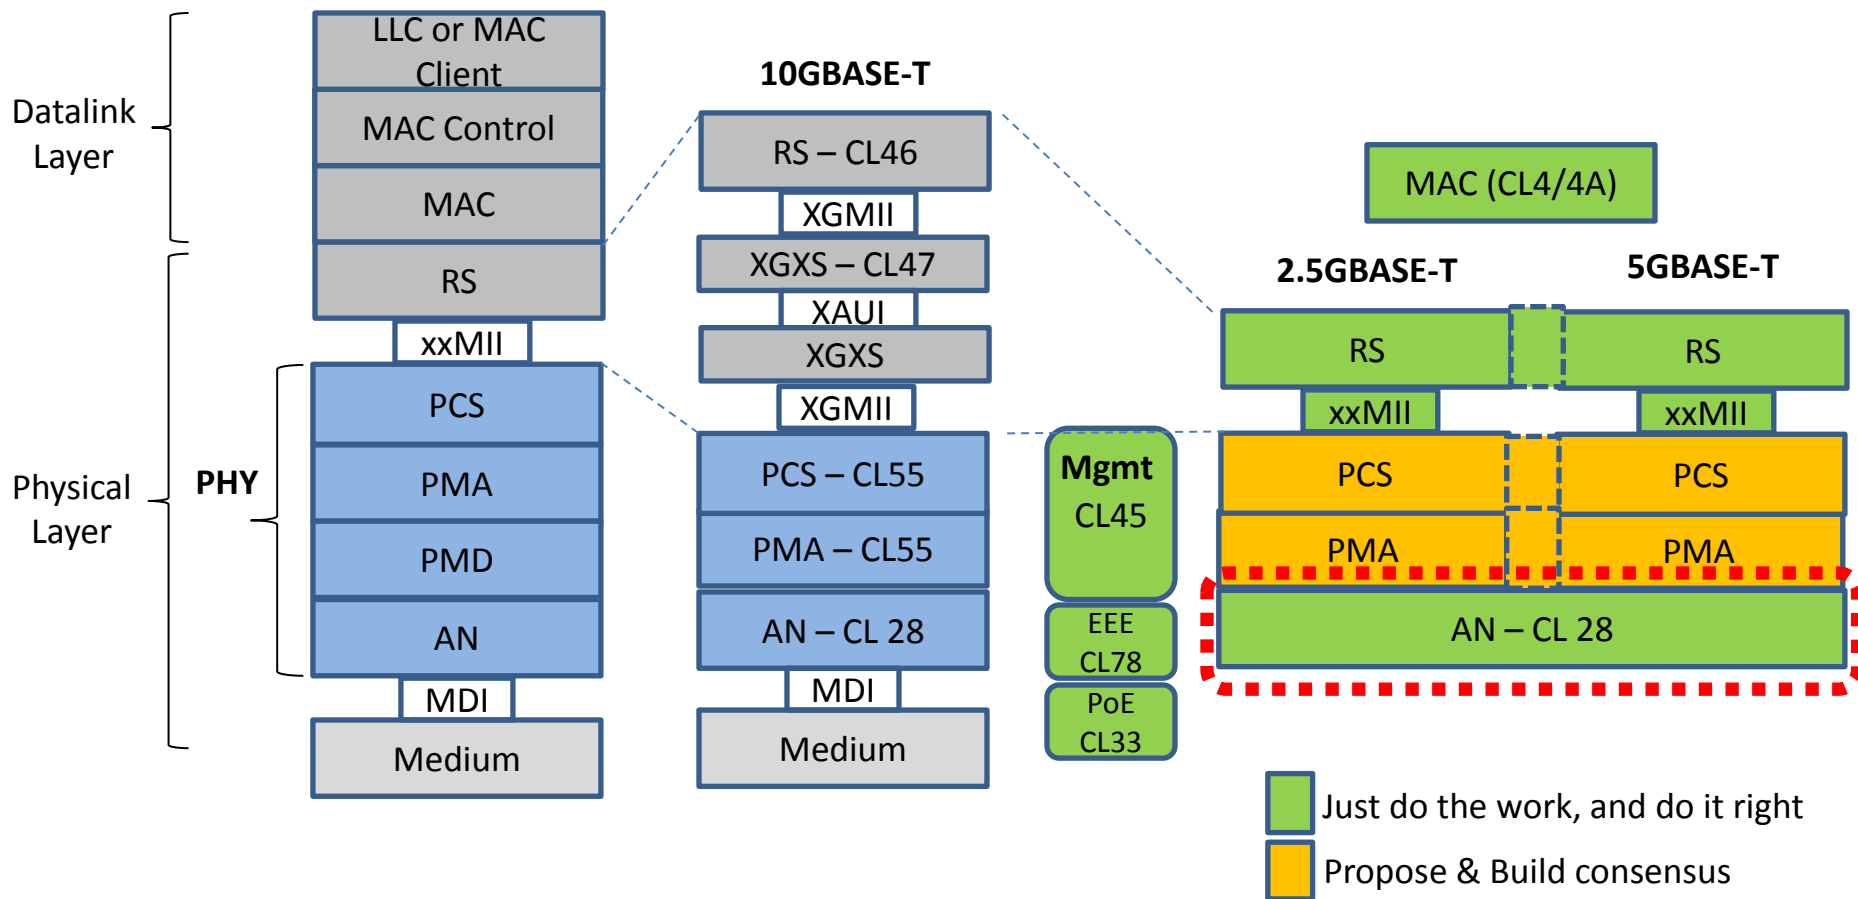 Datalink
Layer
Physical
Layer
PHY
LLC or MAC
Client
MAC Control
MAC
RS
xxMII
PCS
PMA
PMD
AN
MDI
Medium
10GBASE-T
RS – CL46
XGMII
XGXS – CL47
XAUI
XGXS
XGMII
PCS – CL55
PMA – CL55
AN – CL 28
MDI
Medium
Mgmt
CL45
EEE
CL78
PoE
CL33
MAC (CL4/4A)
2.5GBASE-T
5GBASE-T
RS
RS
xxMII
xxMII
PCS
PCS
PMA
PMA
AN – CL 28
Just do the work, and do it right
Propose & Build consensus